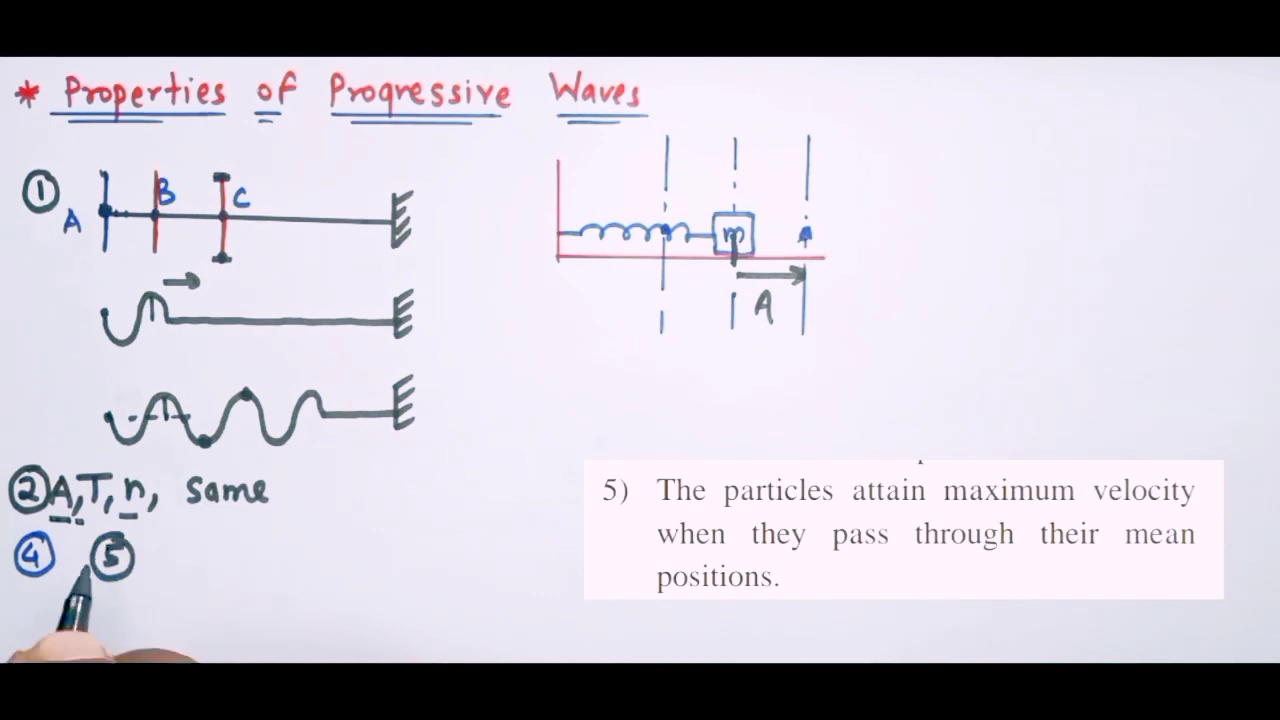 * Properties of Progressive Waves
①
A
B
C
m
A
② A, T, n, same
④ ⑤
5) The particles attain maximum velocity
when they pass through their mean
positions.